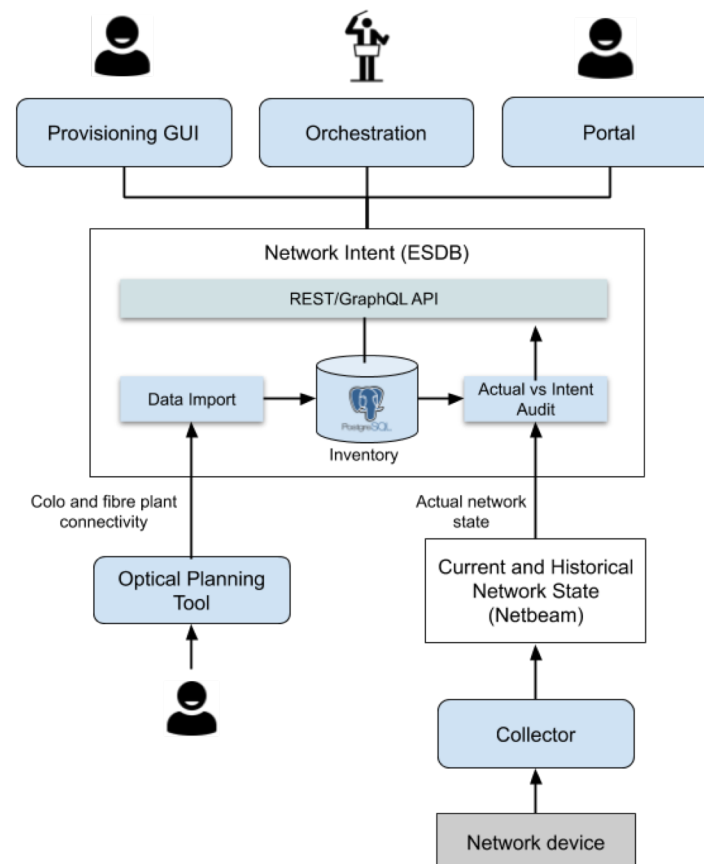 Provisioning GUI
Orchestration
Portal
Network Intent (ESDB)
REST/GraphQL API
Data Import
PostgreSQL
Actual vs Intent
Audit
Inventory
Colo and fibre plant
connectivity
Actual network
state
Optical Planning
Tool
Current and Historical
Network State
(Netbeam)
Collector
Network device